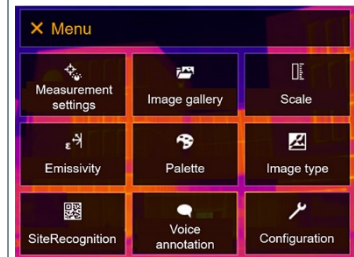 Menu
Measurement
settings
Image gallery
Scale
Emissivity
Palette
Image type
SiteRecognition
Voice
annotation
Configuration